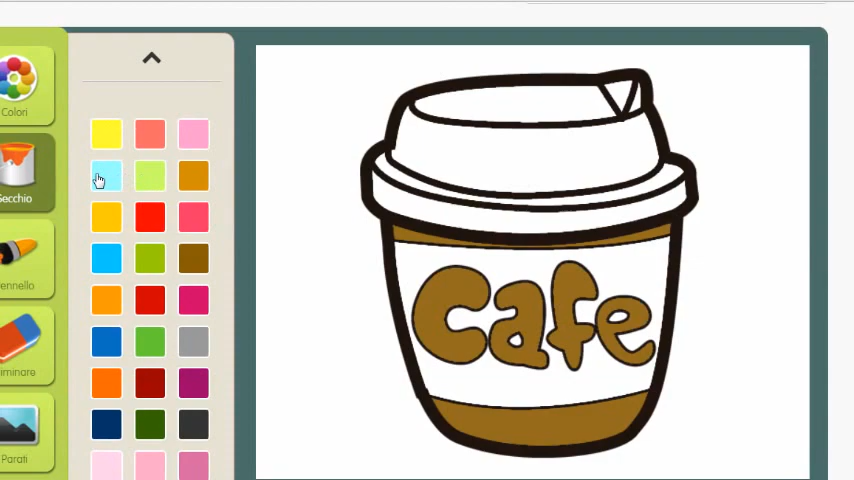 Colori
Secchio
ennello
iminare
Parati
Cafe